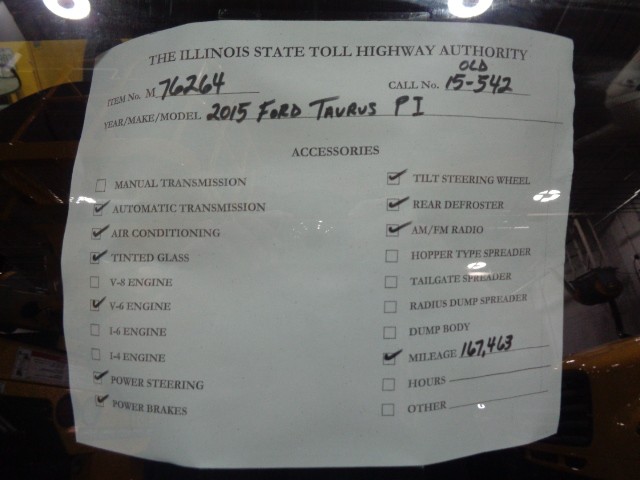 THE ILLINOIS STATE TOLL HIGHWAY AUTHORITY
OLD
ITEM No. M 76264 CALL No. 15-542
YEAR/MAKE/MODEL 2015 FORD TAURUS PI
ACCESSORIES
MANUAL TRANSMISSION
AUTOMATIC TRANSMISSION
AIR CONDITIONING
TINTED GLASS
V-8 ENGINE
V-6 ENGINE
I-6 ENGINE
I-4 ENGINE
POWER STEERING
POWER BRAKES
TILT STEERING WHEEL
REAR DEFROSTER
AM/FM RADIO
HOPPER TYPE SPREADER
TAILGATE SPREADER
RADIUS DUMP SPREADER
DUMP BODY
MILEAGE 167,463
HOURS
OTHER